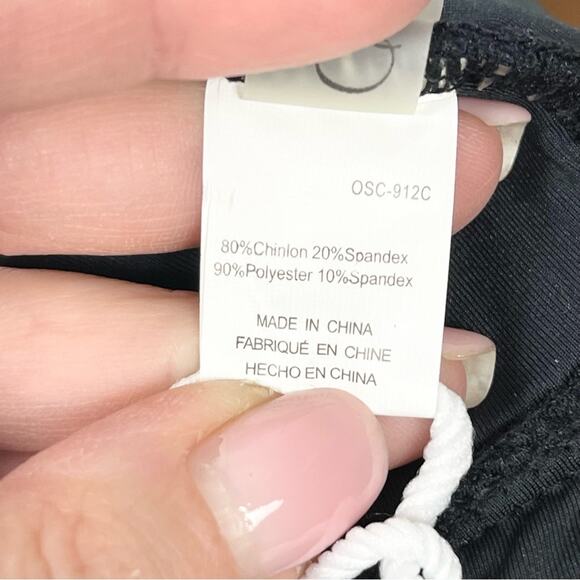 OSC-912C
80%Chinlon 20%Spandex
90%Polyester 10%Spandex
MADE IN CHINA
FABRIQUÉ EN CHINE
HECHO EN CHINA